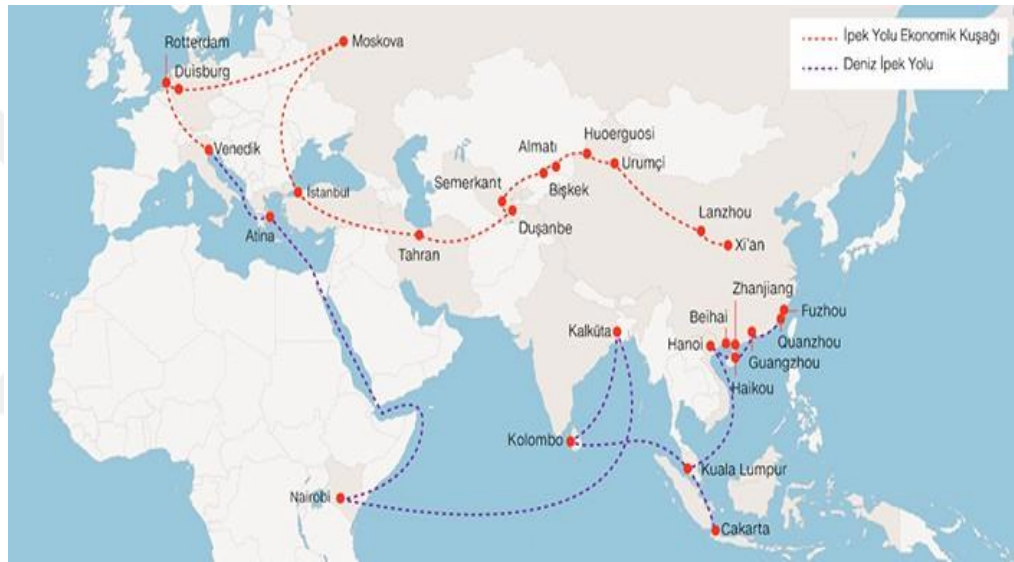 İpek Yolu Ekonomik Kuşağı
Deniz İpek Yolu
Rotterdam
Duisburg
Moskova
Venedik
İstanbul
Atina
Tahran
Semerkant
Almatı
Bişkek
Duşanbe
Huoerguosi
Urumçi
Lanzhou
Xi'an
Zhanjiang
Beihai
Fuzhou
Hanoi
Quanzhou
Guangzhou
Haikou
Kalküta
Kolombo
Kuala Lumpur
Nairobi
Cakarta